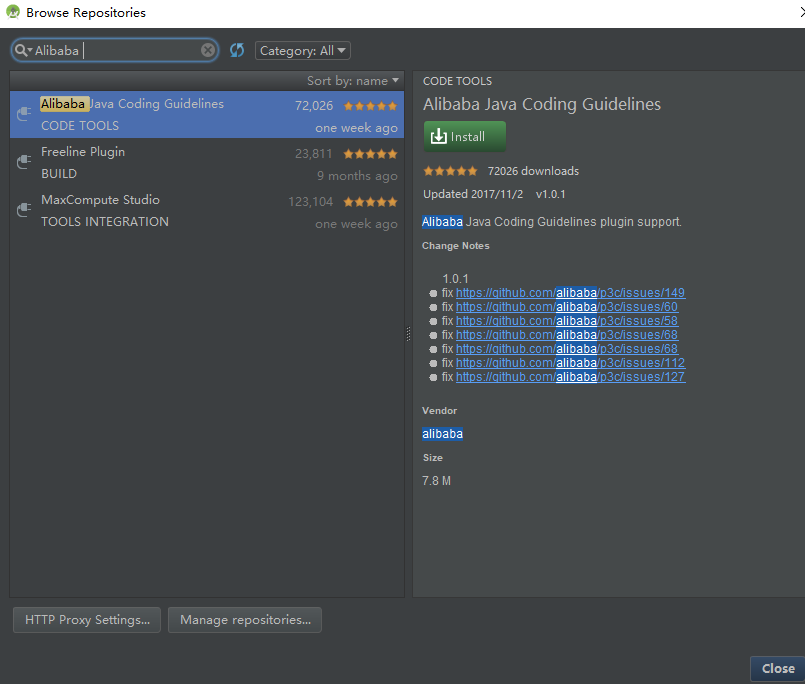 Browse Repositories
Alibaba
Category: All
Sort by: name
Alibaba Java Coding Guidelines 72,026
CODE TOOLS one week ago
Freeline Plugin 23,811
BUILD 9 months ago
MaxCompute Studio 123,104
TOOLS INTEGRATION one week ago
CODE TOOLS
Alibaba Java Coding Guidelines
Install
72026 downloads
Updated 2017/11/2 v1.0.1
Alibaba Java Coding Guidelines plugin support.
Change Notes
1.0.1
fix https://github.com/alibaba/p3c/issues/149
fix https://github.com/alibaba/p3c/issues/60
fix https://github.com/alibaba/p3c/issues/58
fix https://github.com/alibaba/p3c/issues/68
fix https://github.com/alibaba/p3c/issues/68
fix https://github.com/alibaba/p3c/issues/112
fix https://github.com/alibaba/p3c/issues/127
Vendor
alibaba
Size
7.8 M
HTTP Proxy Settings... Manage repositories...
Close